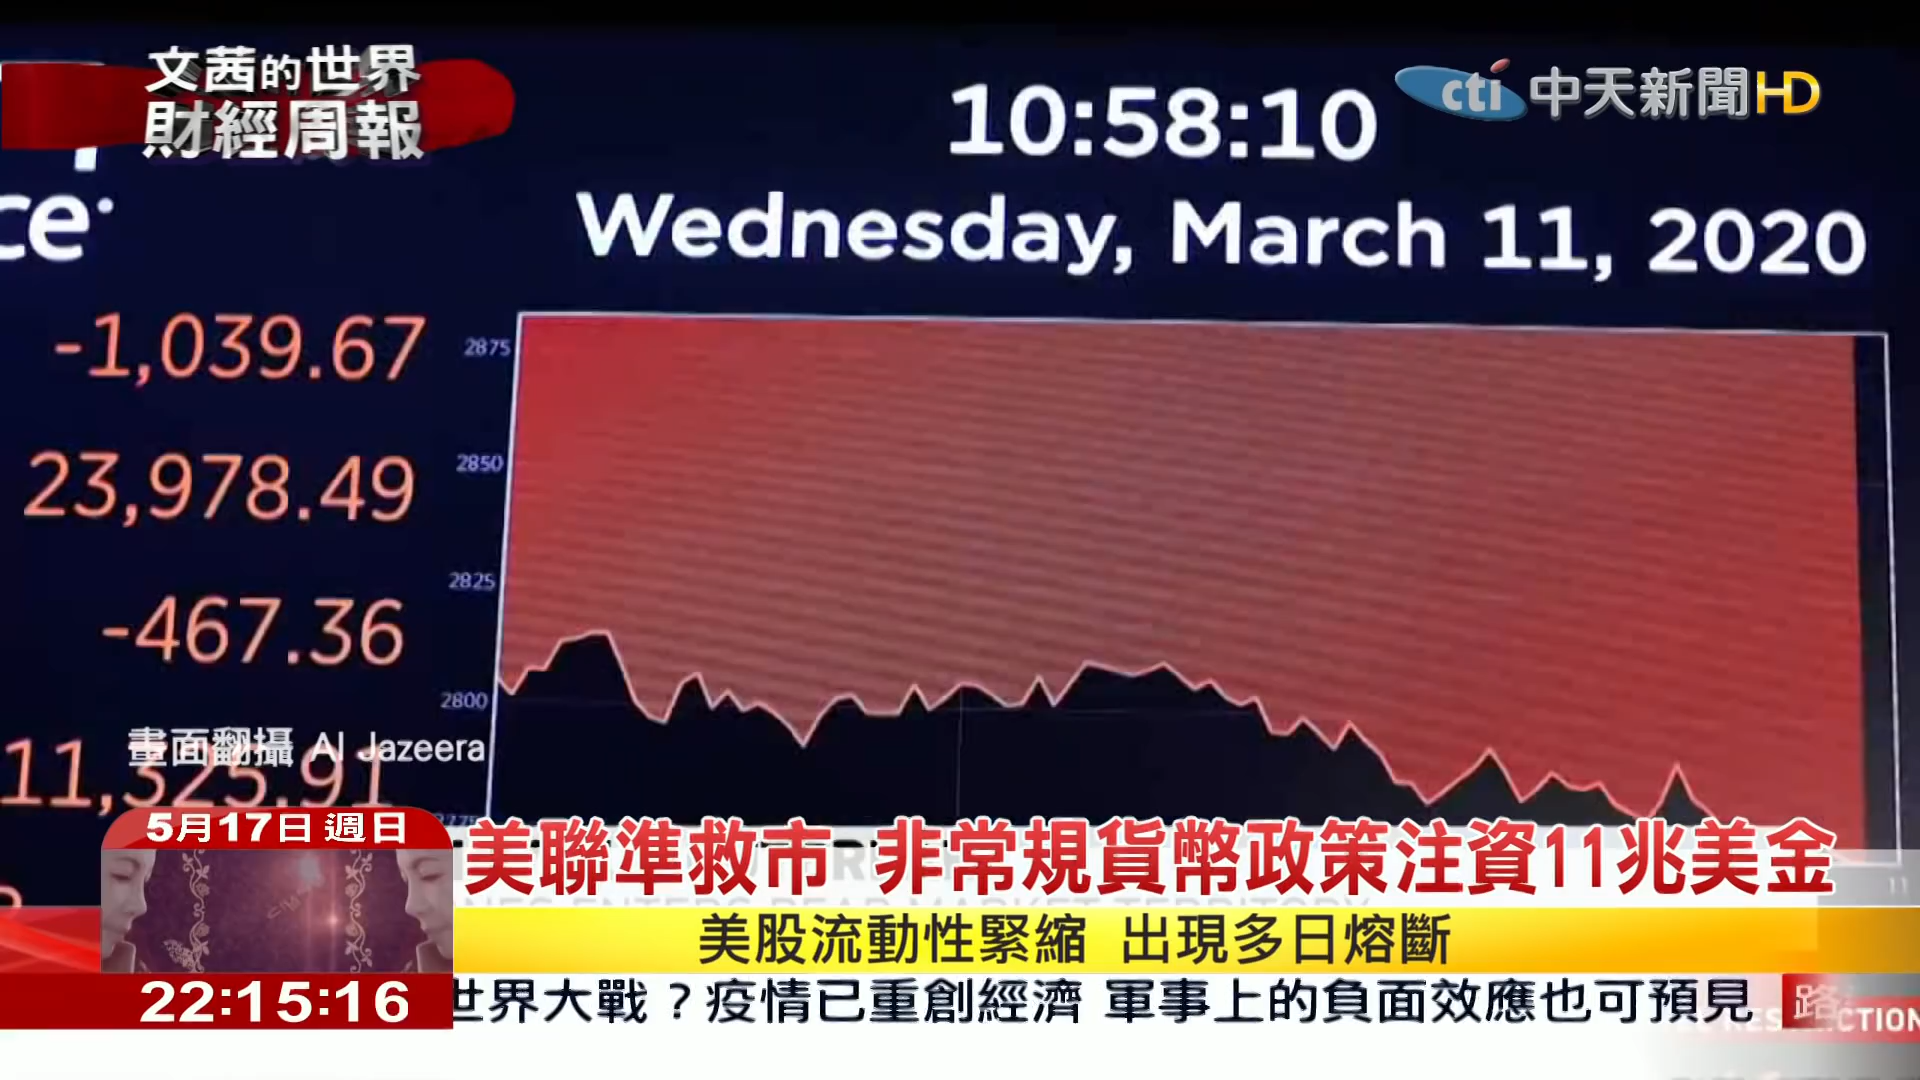 文茜的世界
財經周報
cti 中天新聞HD
10:58:10
Wednesday, March 11, 2020
ce
-1,039.67
23,978.49
-467.36
11,325.91
2875
2850
2825
2800
畫面翻攝 Al Jazeera
5月17日 週日
美聯準救市 非常規貨幣政策注資11兆美金
美股流動性緊縮 出現多日熔斷
22:15:16
世界大戰？疫情已重創經濟 軍事上的負面效應也可預見
路